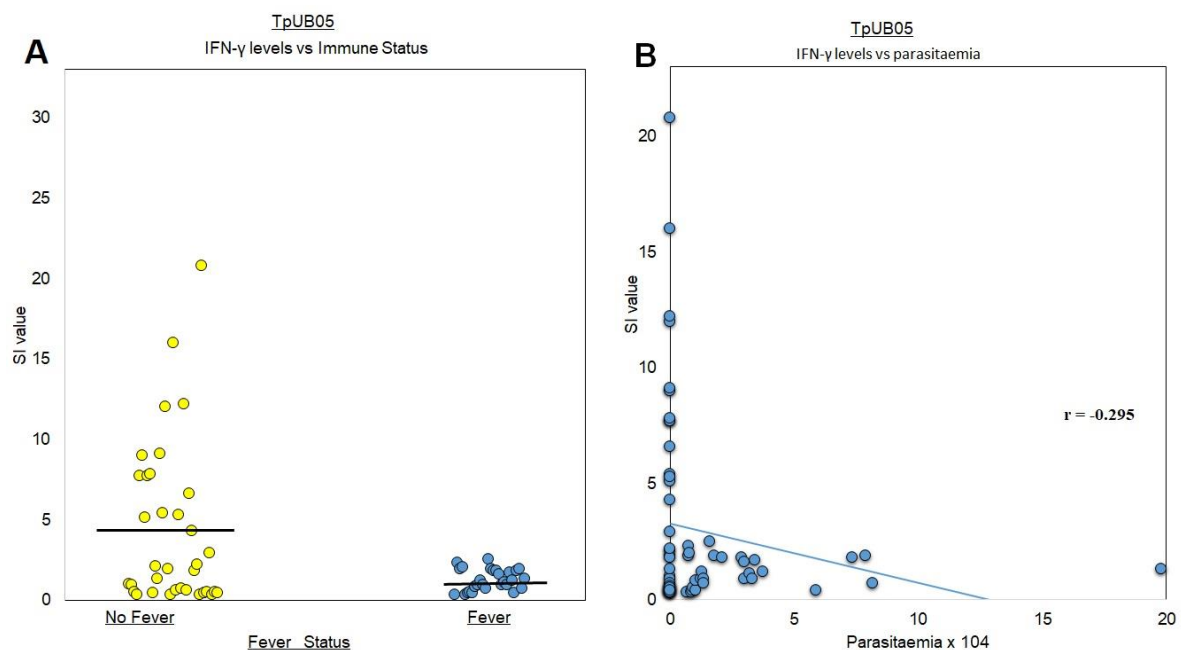 A
TpUB05
IFN-γ levels vs Immune Status
30
25
20
15
10
5
0
SI value
No Fever
Fever
Fever Status
B
TpUB05
IFN-γ levels vs parasitaemia
20
15
10
5
0
SI value
r = -0.295
0
5
10
15
20
Parasitaemia x 104